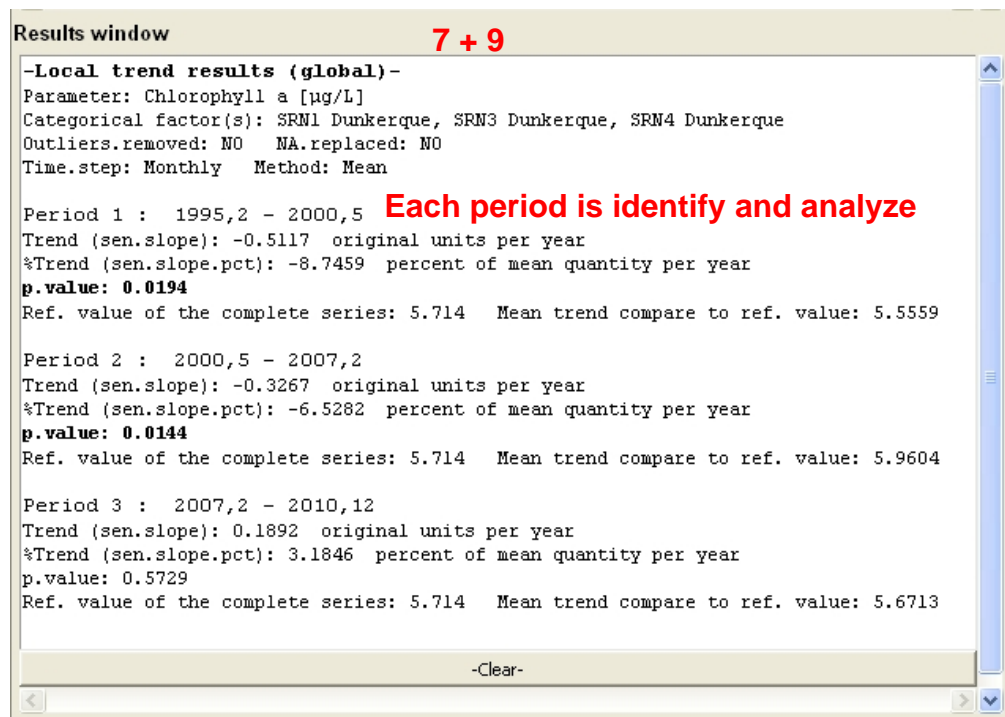 Results window
7 + 9
-Local trend results (global)-
Parameter: Chlorophyll a [µg/L]
Categorical factor(s): SRN1 Dunkerque, SRN3 Dunkerque, SRN4 Dunkerque
Outliers.removed: NO   NA.replaced: NO
Time.step: Monthly   Method: Mean
Period 1 :  1995,2 - 2000,5
Each period is identify and analyze
Trend (sen.slope): -0.5117  original units per year
%Trend (sen.slope.pct): -8.7459  percent of mean quantity per year
p.value: 0.0194
Ref. value of the complete series: 5.714   Mean trend compare to ref. value: 5.5559
Period 2 :  2000,5 - 2007,2
Trend (sen.slope): -0.3267  original units per year
%Trend (sen.slope.pct): -6.5282  percent of mean quantity per year
p.value: 0.0144
Ref. value of the complete series: 5.714   Mean trend compare to ref. value: 5.9604
Period 3 :  2007,2 - 2010,12
Trend (sen.slope): 0.1892  original units per year
%Trend (sen.slope.pct): 3.1846  percent of mean quantity per year
p.value: 0.5729
Ref. value of the complete series: 5.714   Mean trend compare to ref. value: 5.6713
-Clear-